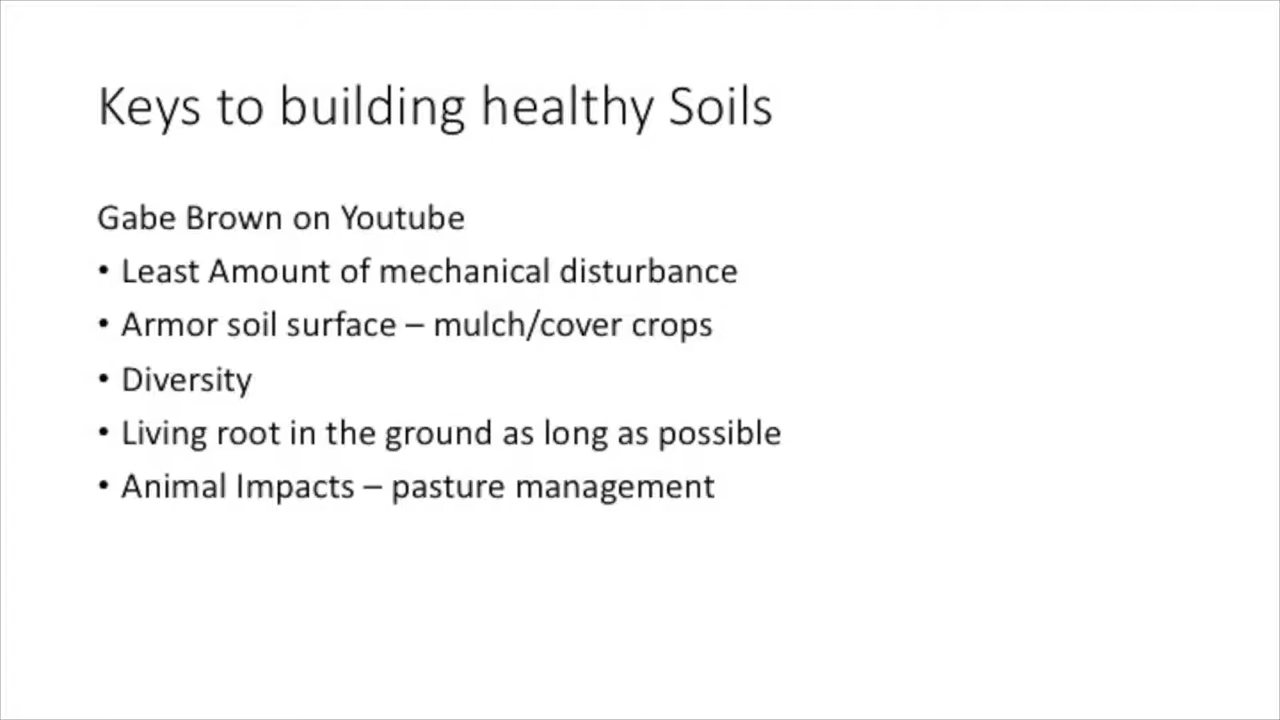 Keys to building healthy Soils
Gabe Brown on Youtube
• Least Amount of mechanical disturbance
• Armor soil surface – mulch/cover crops
• Diversity
• Living root in the ground as long as possible
• Animal Impacts – pasture management